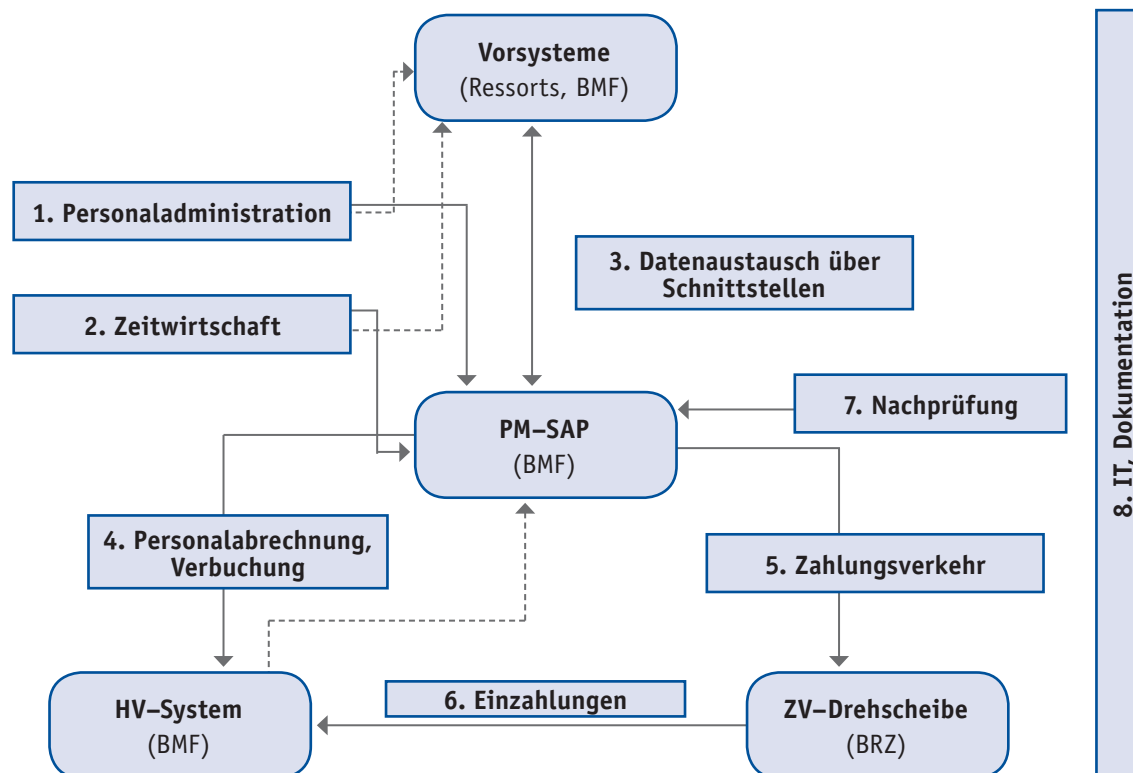 Vorsysteme
(Ressorts, BMF)
1. Personaladministration
3. Datenaustausch über
Schnittstellen
2. Zeitwirtschaft
7. Nachprüfung
PM–SAP
(BMF)
4. Personalabrechnung,
Verbuchung
5. Zahlungsverkehr
6. Einzahlungen
HV–System
(BMF)
ZV–Drehscheibe
(BRZ)
8. IT, Dokumentation